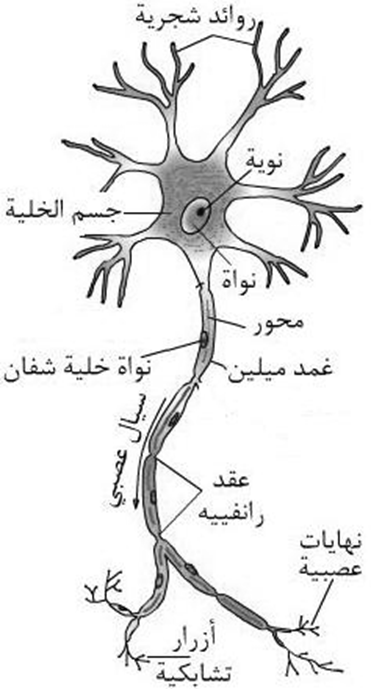 روائد شجرية
نوية
جسم الخلية
نواة
محور
نواة خلية شفان
غمد ميلين
سيال عصبي
عقد
رانفييه
نهايات
عصبية
أزرار
تشابكية